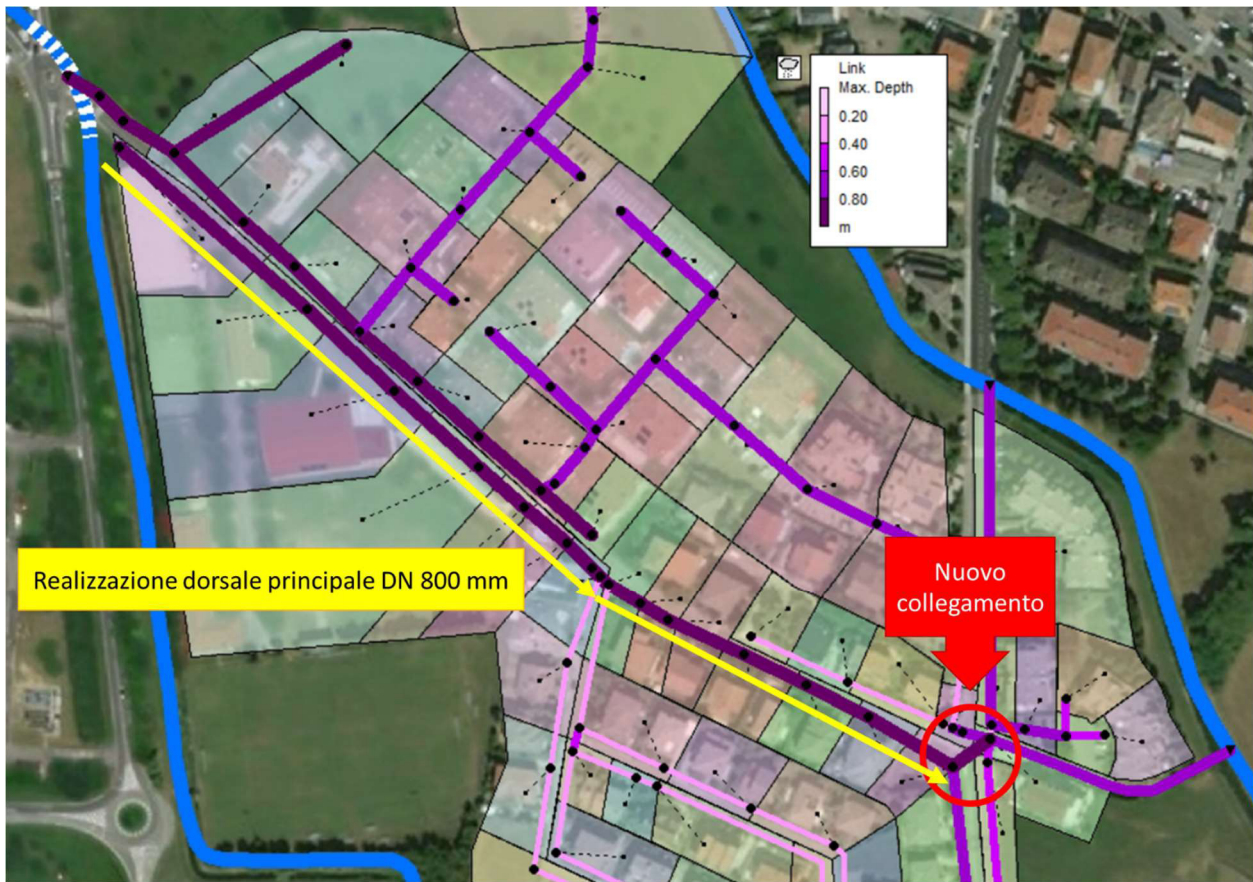 Link
Max. Depth
0.20
0.40
0.60
0.80
m
Realizzazione dorsale principale DN 800 mm
Nuovo
collegamento